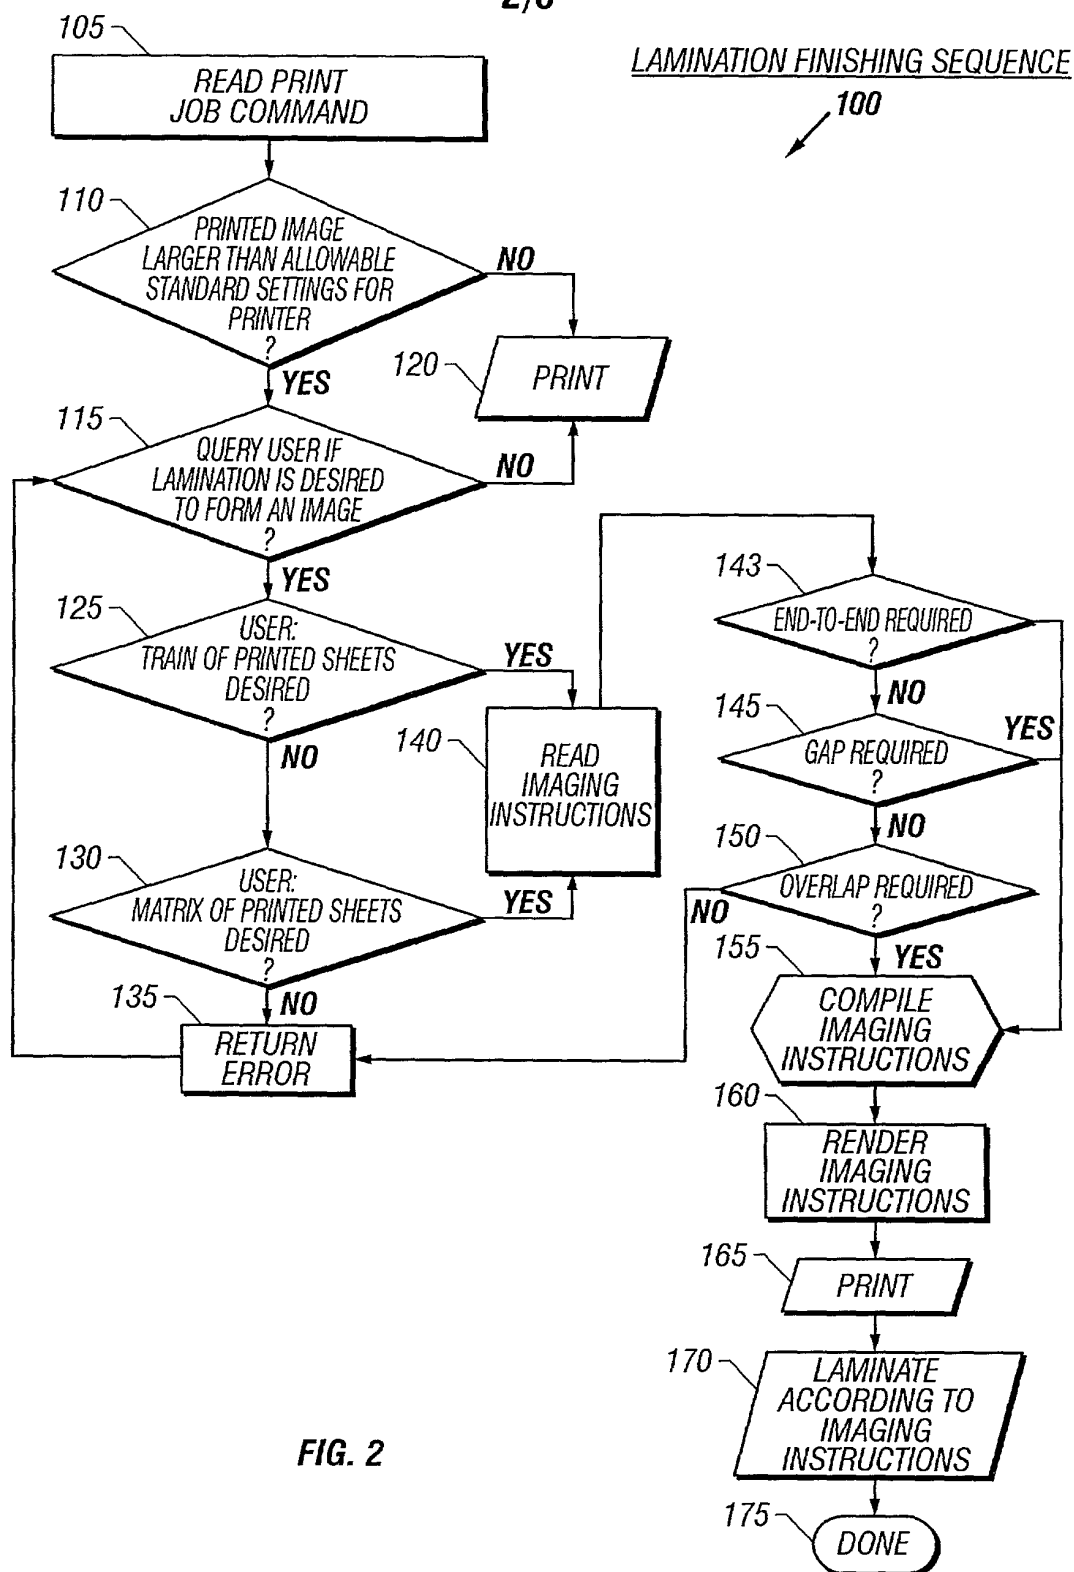 2/8
105
READ PRINT
JOB COMMAND
LAMINATION FINISHING SEQUENCE
100
110
PRINTED IMAGE
LARGER THAN ALLOWABLE
STANDARD SETTINGS FOR
PRINTER
?
NO
YES
120
PRINT
115
QUERY USER IF
LAMINATION IS DESIRED
TO FORM AN IMAGE
?
NO
YES
125
USER:
TRAIN OF PRINTED SHEETS
DESIRED
?
YES
NO
140
READ
IMAGING
INSTRUCTIONS
130
USER:
MATRIX OF PRINTED SHEETS
DESIRED
?
YES
NO
135
RETURN
ERROR
143
END-TO-END REQUIRED
?
NO
145
GAP REQUIRED
?
YES
NO
150
OVERLAP REQUIRED
?
NO
YES
155
COMPILE
IMAGING
INSTRUCTIONS
160
RENDER
IMAGING
INSTRUCTIONS
165
PRINT
170
LAMINATE
ACCORDING TO
IMAGING
INSTRUCTIONS
175
DONE
FIG. 2